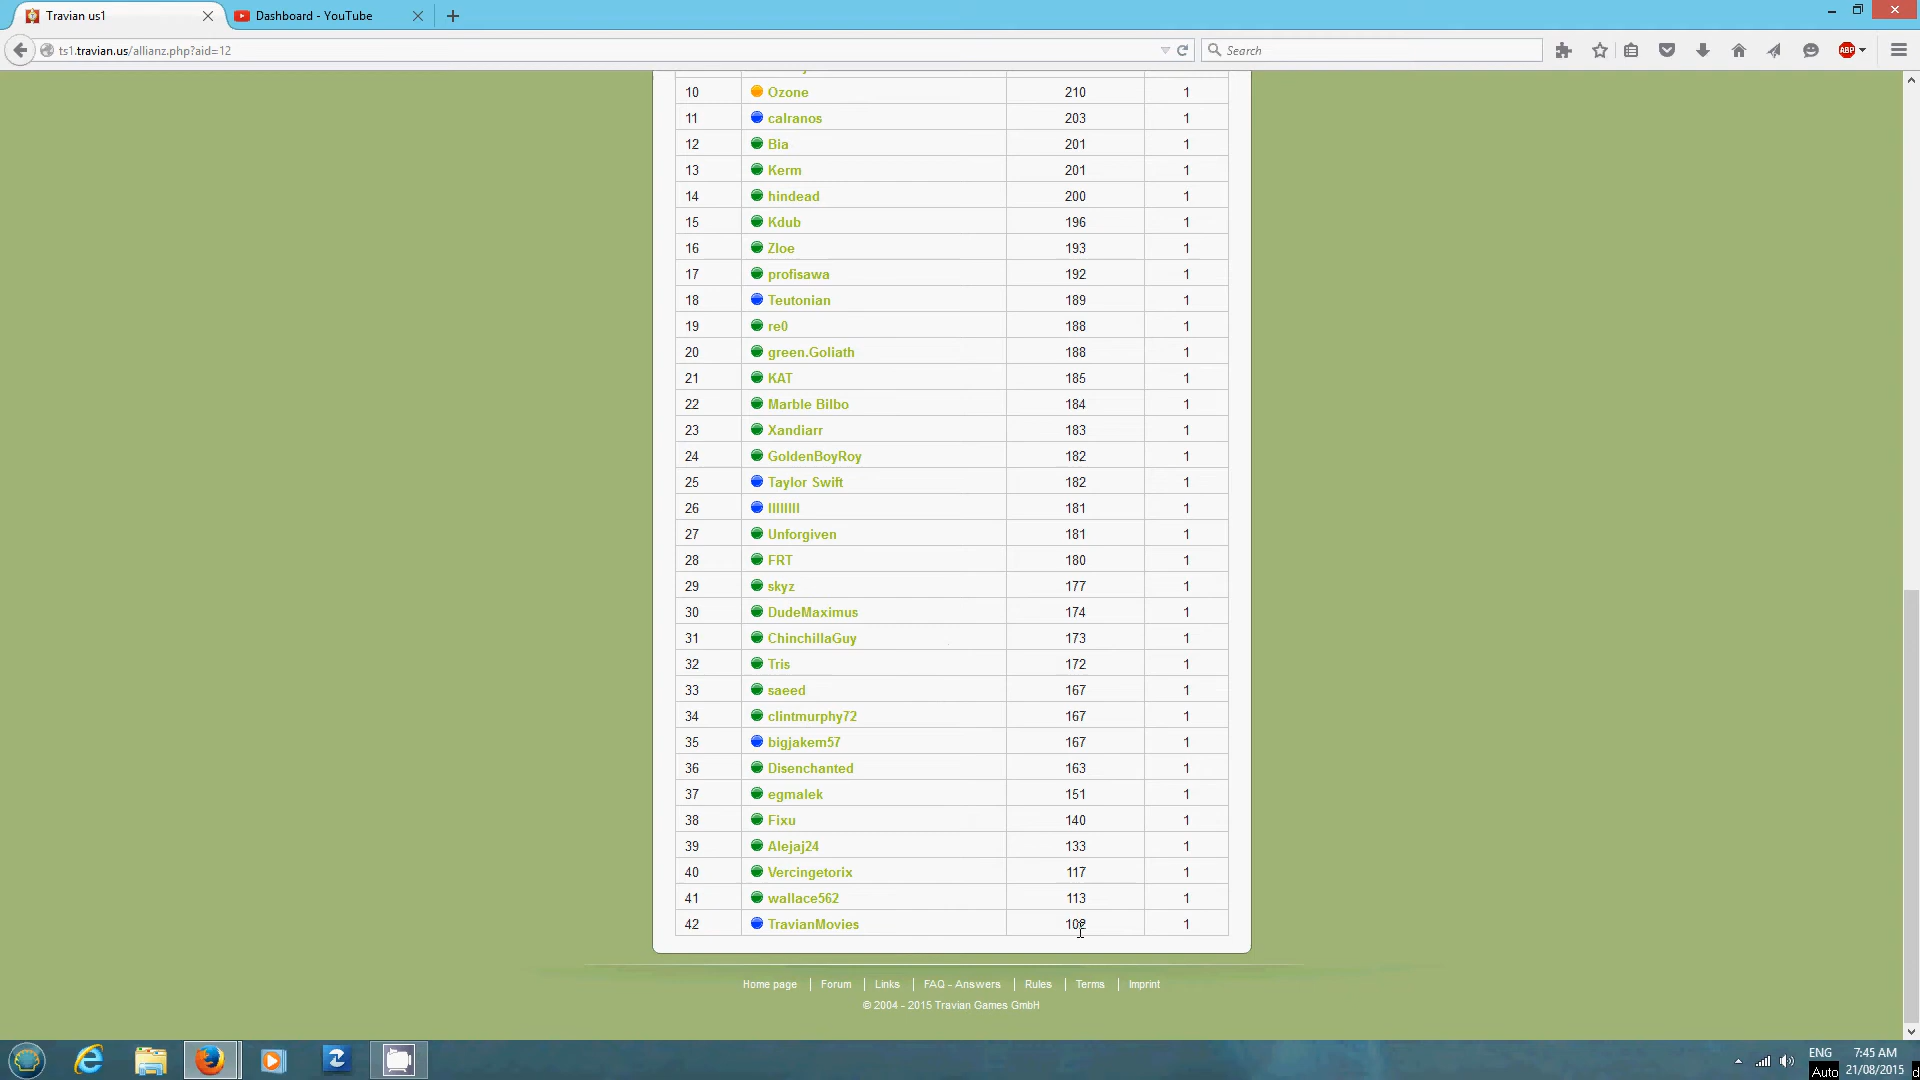 Travian us1
Dashboard - YouTube
ts1.travian.us/allianz.php?aid=12
Search
ABP
10 Ozone 210 1
11 calranos 203 1
12 Bia 201 1
13 Kerm 201 1
14 hindead 200 1
15 Kdub 196 1
16 Zloe 193 1
17 profisawa 192 1
18 Teutonian 189 1
19 re0 188 1
20 green.Goliath 188 1
21 KAT 185 1
22 Marble Bilbo 184 1
23 Xandiarr 183 1
24 GoldenBoyRoy 182 1
25 Taylor Swift 182 1
26 181 1
27 Unforgiven 181 1
28 FRT 180 1
29 skyz 177 1
30 DudeMaximus 174 1
31 ChinchillaGuy 173 1
32 Tris 172 1
33 saeed 167 1
34 clintmurphy72 167 1
35 bigjakem57 167 1
36 Disenchanted 163 1
37 egmalek 151 1
38 Fixu 140 1
39 Alejaj24 133 1
40 Vercingetorix 117 1
41 wallace562 113 1
42 TravianMovies 102 1
Home page | Forum | Links | FAQ - Answers | Rules | Terms | Imprint
© 2004 - 2015 Travian Games GmbH
ENG 7:45 AM
Auto 21/08/2015